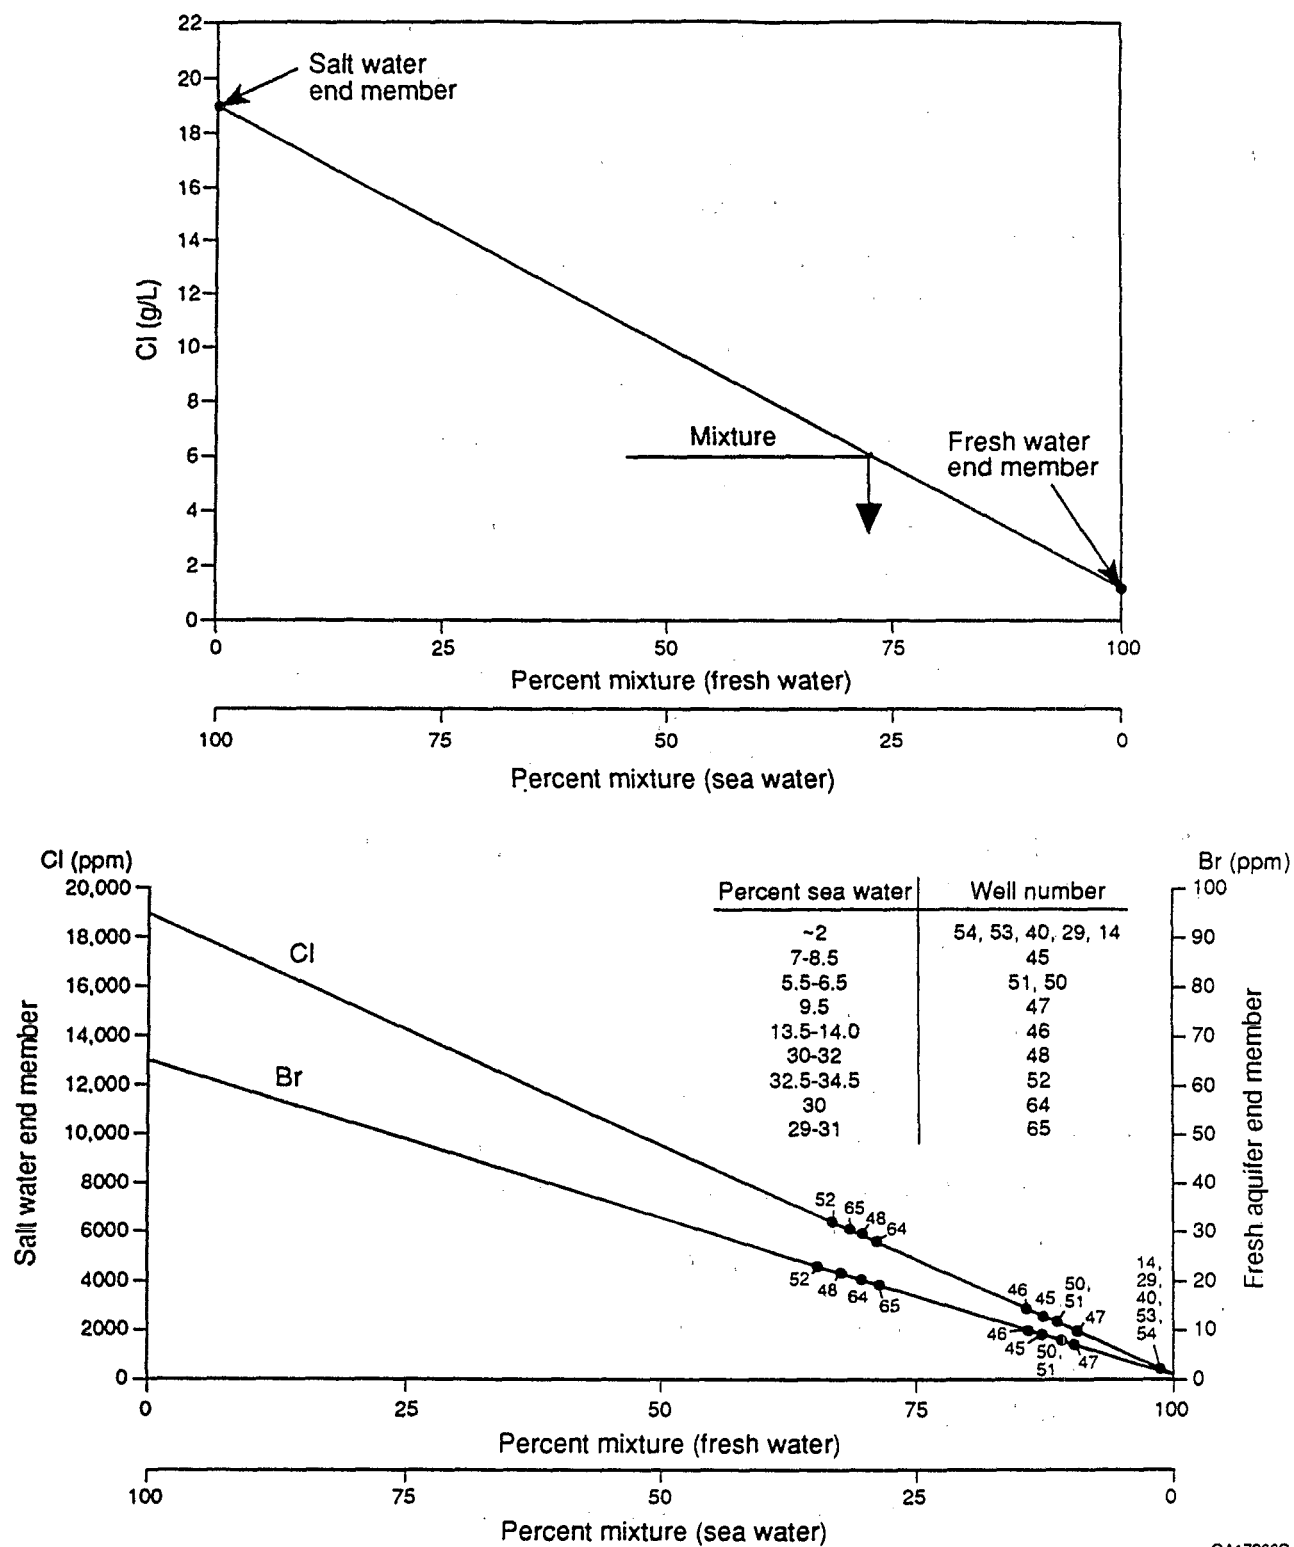 22
20
18
16
14
12
10
8
6
4
2
0
Cl (g/L)
Salt water
end member
Mixture
Fresh water
end member
0 25 50 75 100
Percent mixture (fresh water)
100 75 50 25 0
Percent mixture (sea water)
Cl (ppm)
Br (ppm)
20,000
18,000
16,000
14,000
12,000
10,000
8000
6000
4000
2000
0
Salt water end member
Cl
Br
Percent sea water Well number
~2 54, 53, 40, 29, 14
7-8.5 45
5.5-6.5 51, 50
9.5 47
13.5-14.0 46
30-32 48
32.5-34.5 52
30 64
29-31 65
100
90
80
70
60
50
40
30
20
10
0
Fresh aquifer end member
52 65 48 64
52 48 64 65
46 45 50,
51
47
46 45 50,
51
47
14,
29,
40,
53,
54
0 25 50 75 100
Percent mixture (fresh water)
100 75 50 25 0
Percent mixture (sea water)